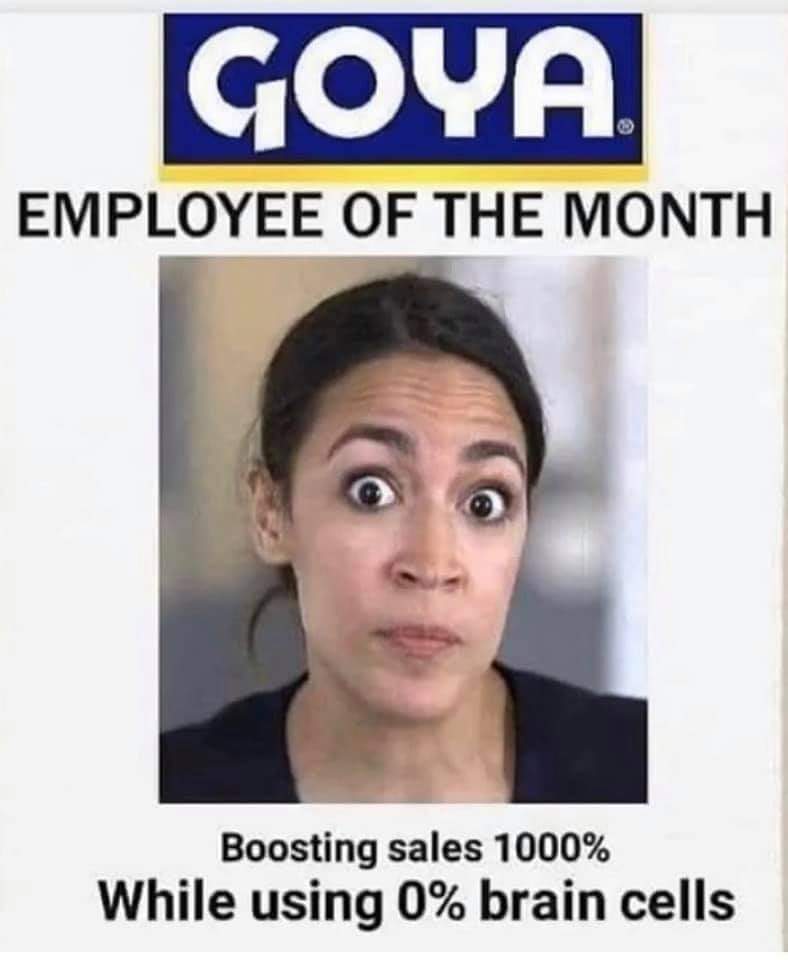 GOYA®
EMPLOYEE OF THE MONTH
Boosting sales 1000%
While using 0% brain cells